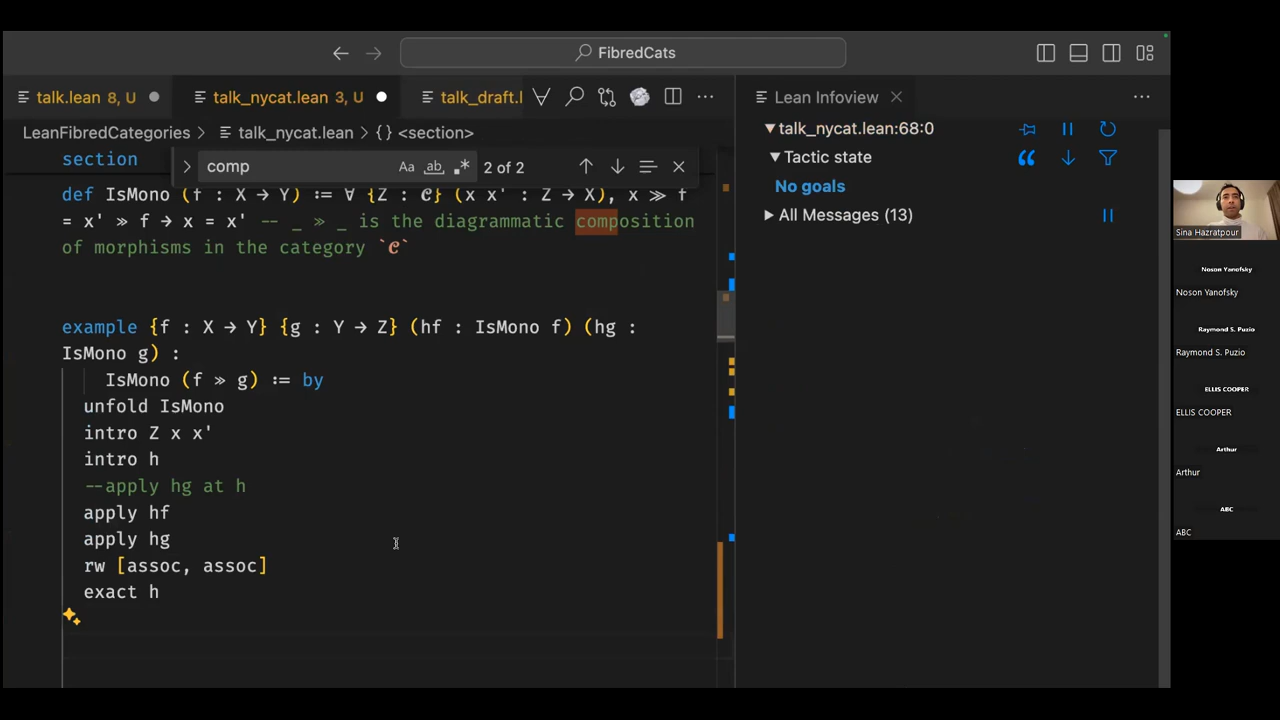 FibredCats
talk.lean 8, U
talk_nycat.lean 3, U
talk_draft.l
Lean Infoview
LeanFibredCategories > talk_nycat.lean > {} <section>
section
comp
Aa ab .* 2 of 2
def IsMono (f : X → Y) := ∀ {Z : 𝓒} (x x' : Z → X), x ≫ f
= x' ≫ f → x = x' -- _ ≫ _ is the diagrammatic composition
of morphisms in the category `𝓒`
example {f : X → Y} {g : Y → Z} (hf : IsMono f) (hg :
IsMono g) :
IsMono (f ≫ g) := by
unfold IsMono
intro Z x x'
intro h
--apply hg at h
apply hf
apply hg
rw [assoc, assoc]
exact h
talk_nycat.lean:68:0
Tactic state
No goals
All Messages (13)
Sina Hazratpour
Noson Yanofsky
Noson Yanofsky
Raymond S. Puzio
Raymond S. Puzio
ELLIS COOPER
ELLIS COOPER
Arthur
Arthur
ABC
ABC